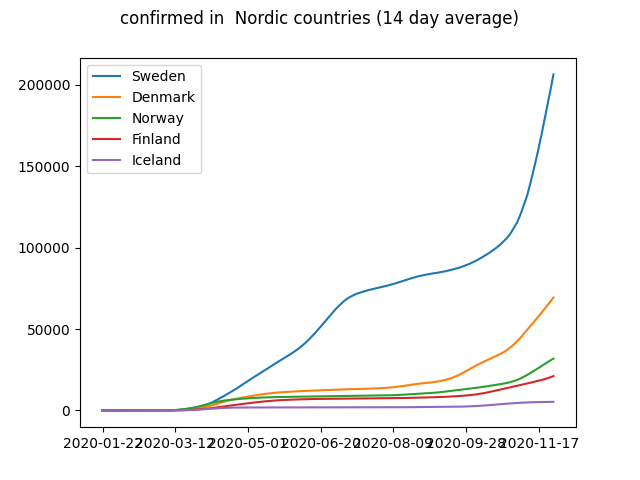 confirmed in  Nordic countries (14 day average)
Sweden
Denmark
Norway
Finland
Iceland
200000
150000
100000
50000
0
2020-01-22 2020-03-12 2020-05-01 2020-06-20 2020-08-09 2020-09-28 2020-11-17